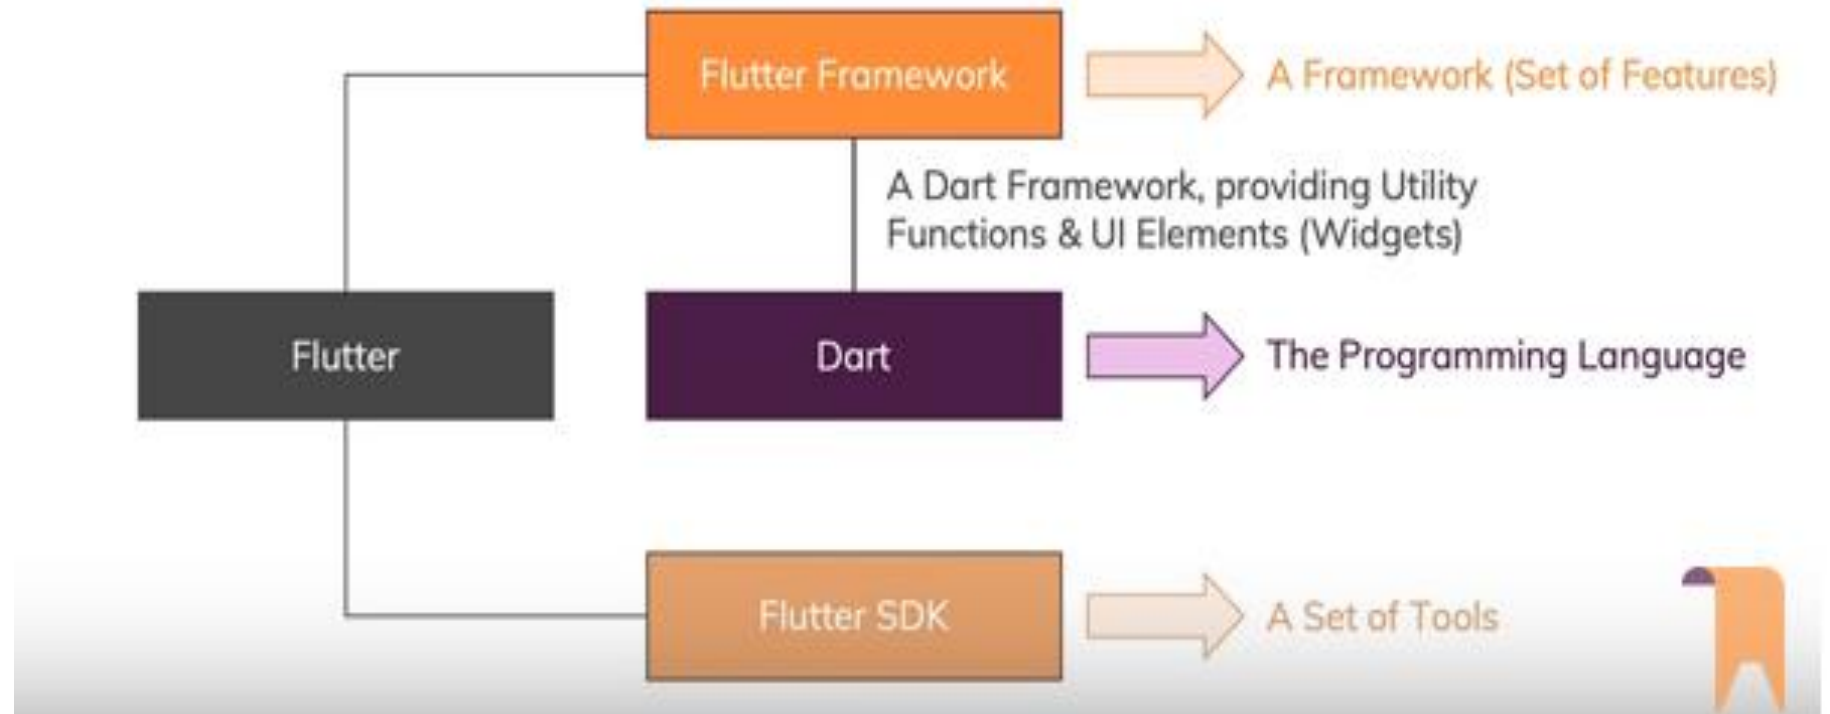 Flutter Framework
A Framework (Set of Features)
A Dart Framework, providing Utility
Functions & UI Elements (Widgets)
Flutter
Dart
The Programming Language
Flutter SDK
A Set of Tools